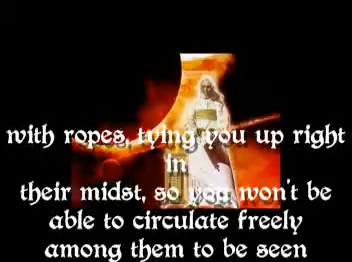 with ropes, tying you up right
in
their midst, so you won't be
able to circulate freely
among them to be seen